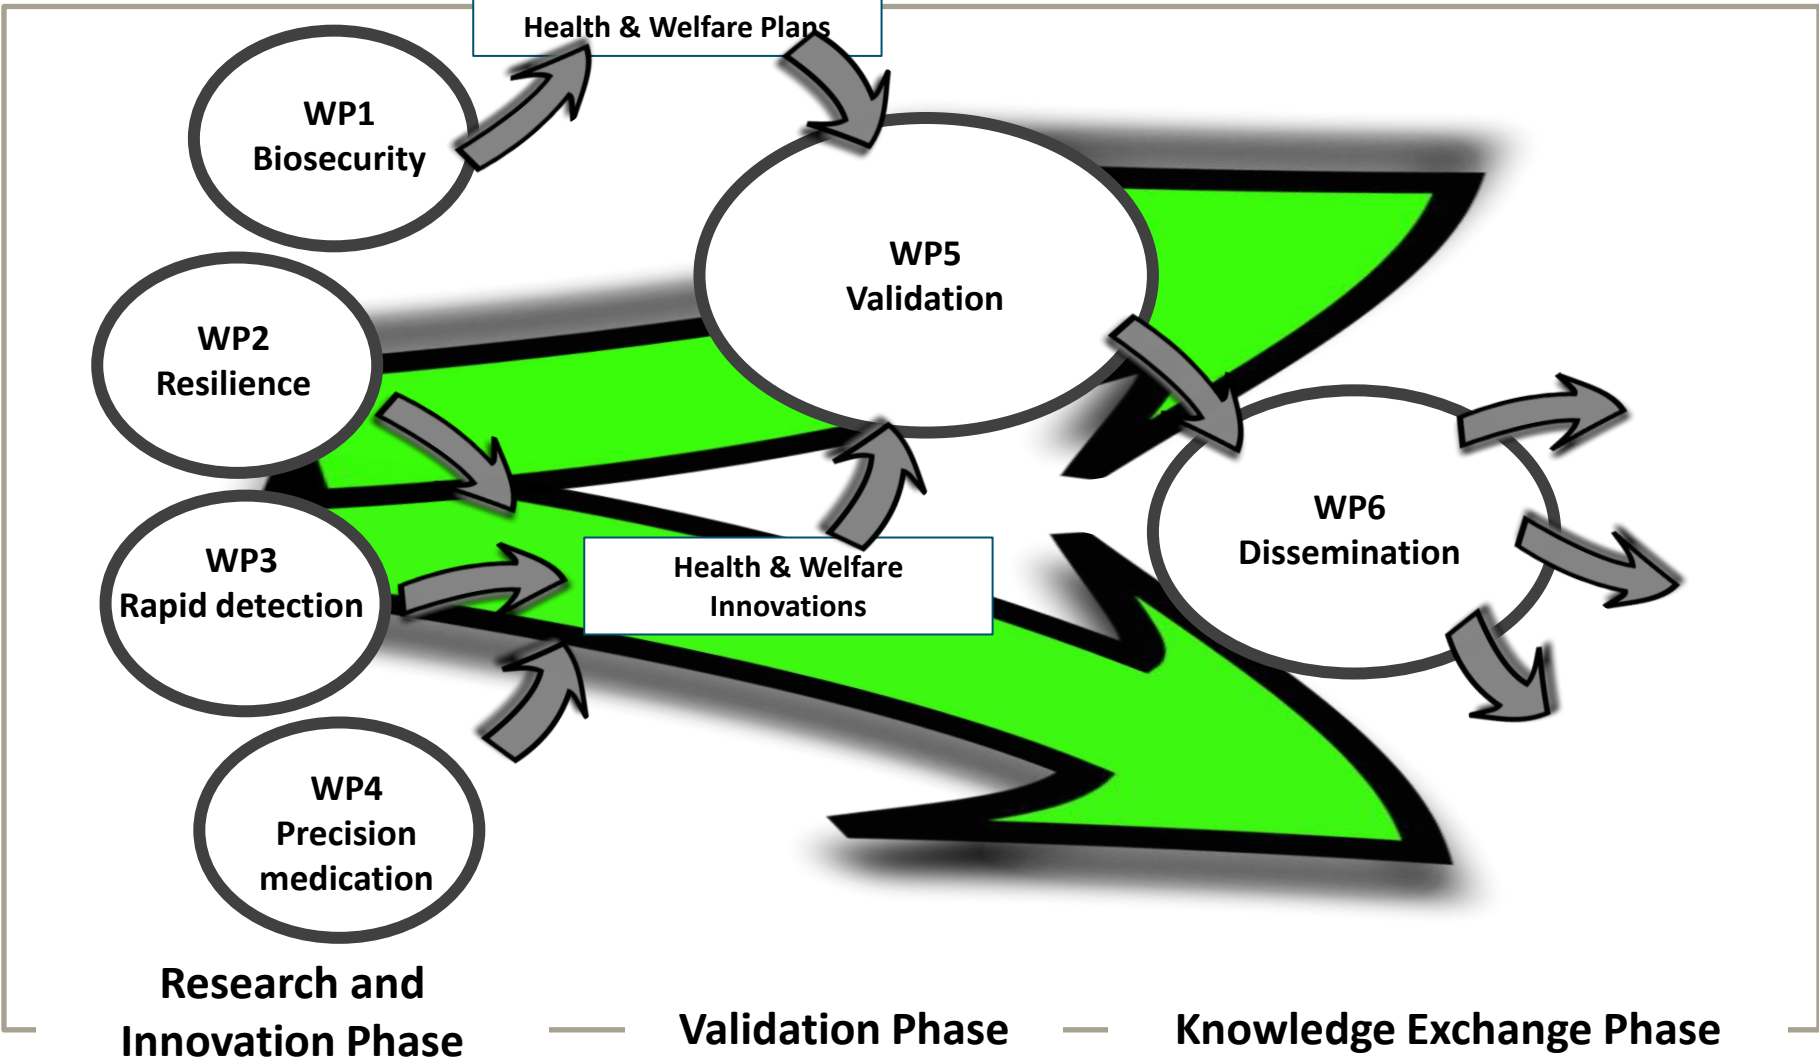 Health & Welfare Plans
WP1
Biosecurity
WP5
Validation
WP2
Resilience
WP6
Dissemination
WP3
Rapid detection
Health & Welfare
Innovations
WP4
Precision
medication
Research and
Innovation Phase
Validation Phase
Knowledge Exchange Phase